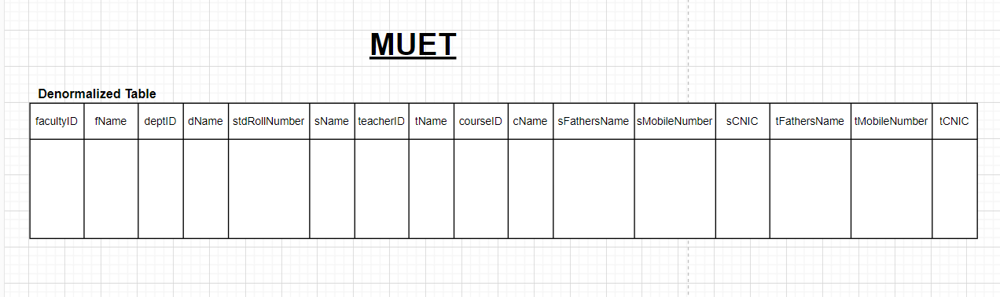 MUET
Denormalized Table
facultyID fName deptID dName stdRollNumber sName teacherID tName courseID cName sFathersName sMobileNumber sCNIC tFathersName tMobileNumber tCNIC